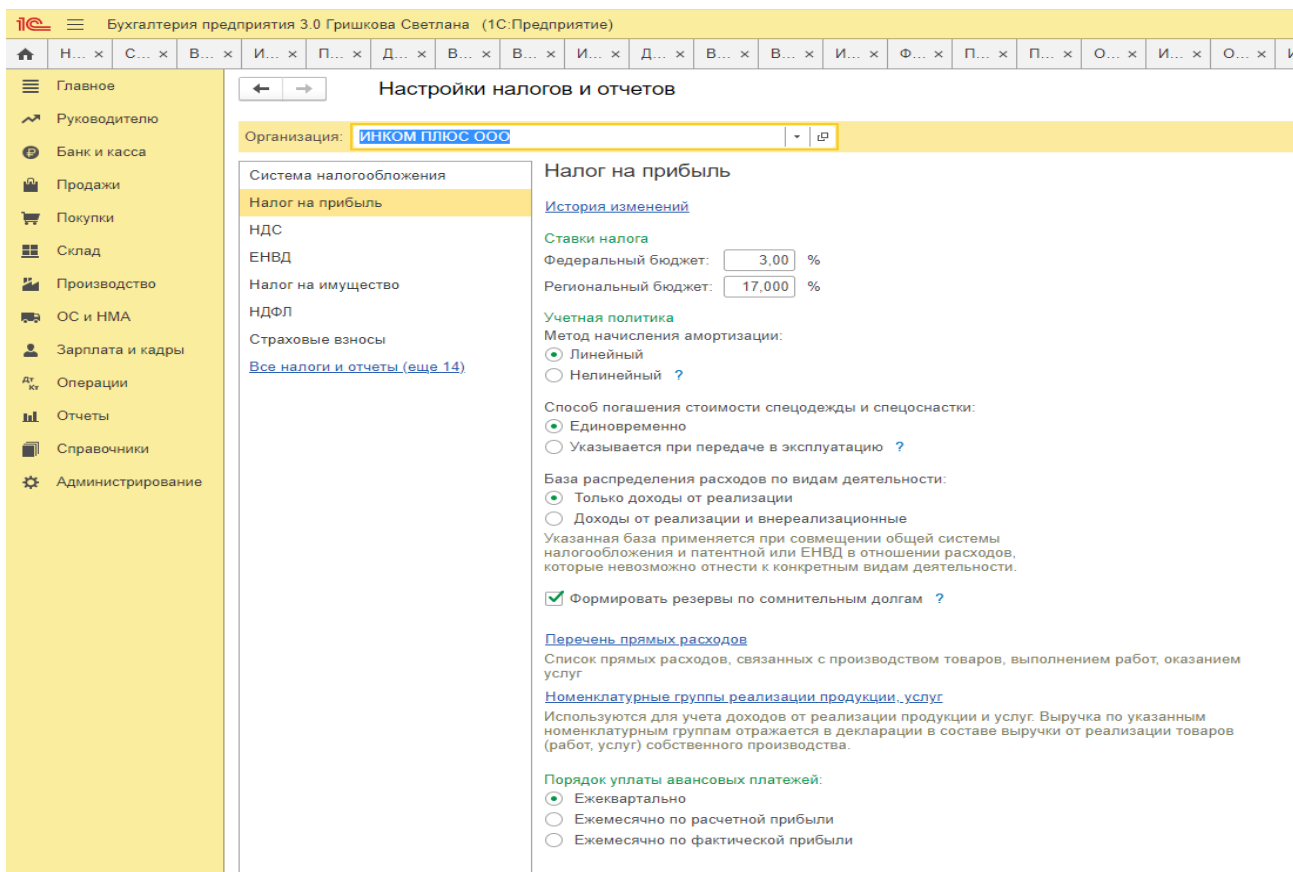 Бухгалтерия предприятия 3.0 Гришкова Светлана (1С:Предприятие)
Н... × С... × В... × И... × П... × Д... × В... × В... × И... × Д... × В... × В... × И... × Ф... × П... × П... × О... × И... × О... ×
Главное
Руководителю
Банк и касса
Продажи
Покупки
Склад
Производство
ОС и НМА
Зарплата и кадры
Операции
Отчеты
Справочники
Администрирование
Настройки налогов и отчетов
Организация: ИНКОМ ПЛЮС ООО
Система налогообложения
Налог на прибыль
НДС
ЕНВД
Налог на имущество
НДФЛ
Страховые взносы
Все налоги и отчеты (еще 14)
Налог на прибыль
История изменений
Ставки налога
Федеральный бюджет: 3,00 %
Региональный бюджет: 17,000 %
Учетная политика
Метод начисления амортизации:
Линейный
Нелинейный ?
Способ погашения стоимости спецодежды и спецоснастки:
Единовременно
Указывается при передаче в эксплуатацию ?
База распределения расходов по видам деятельности:
Только доходы от реализации
Доходы от реализации и внереализационные
Указанная база применяется при совмещении общей системы
налогообложения и патентной или ЕНВД в отношении расходов,
которые невозможно отнести к конкретным видам деятельности.
Формировать резервы по сомнительным долгам ?
Перечень прямых расходов
Список прямых расходов, связанных с производством товаров, выполнением работ, оказанием
услуг
Номенклатурные группы реализации продукции, услуг
Используются для учета доходов от реализации продукции и услуг. Выручка по указанным
номенклатурным группам отражается в декларации в составе выручки от реализации товаров
(работ, услуг) собственного производства.
Порядок уплаты авансовых платежей:
Ежеквартально
Ежемесячно по расчетной прибыли
Ежемесячно по фактической прибыли